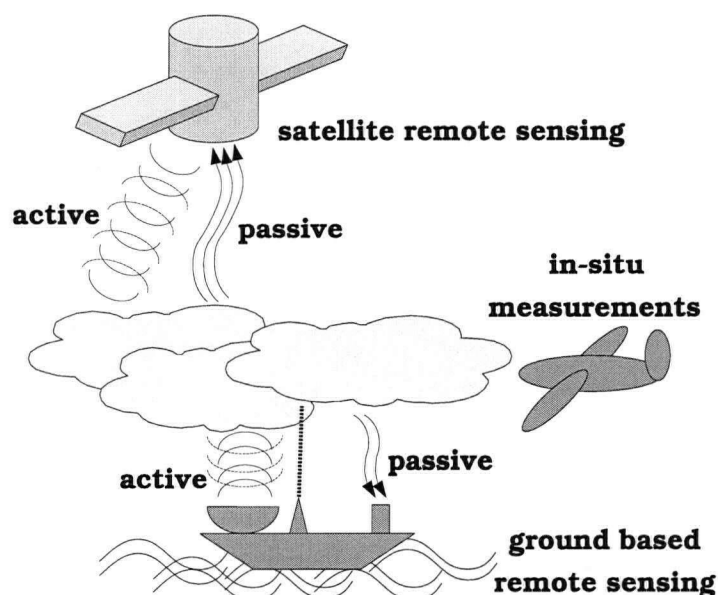 satellite remote sensing
active
passive
in-situ
measurements
passive
active
ground based
remote sensing